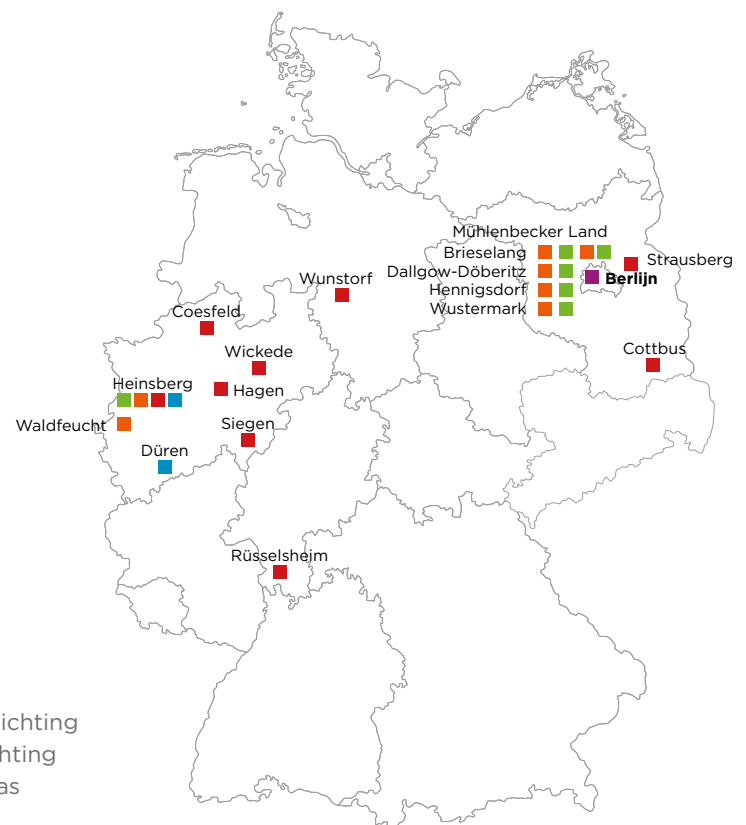 Mühlenbecker Land
Brieselang
Strausberg
Dallgow-Döberitz
Berlijn
Wunstorf
Hennigsdorf
Wustermark
Coesfeld
Wickede
Cottbus
Heinsberg
Hagen
Waldfeucht
Siegen
Düren
Rüsselsheim
ichting
hting
as